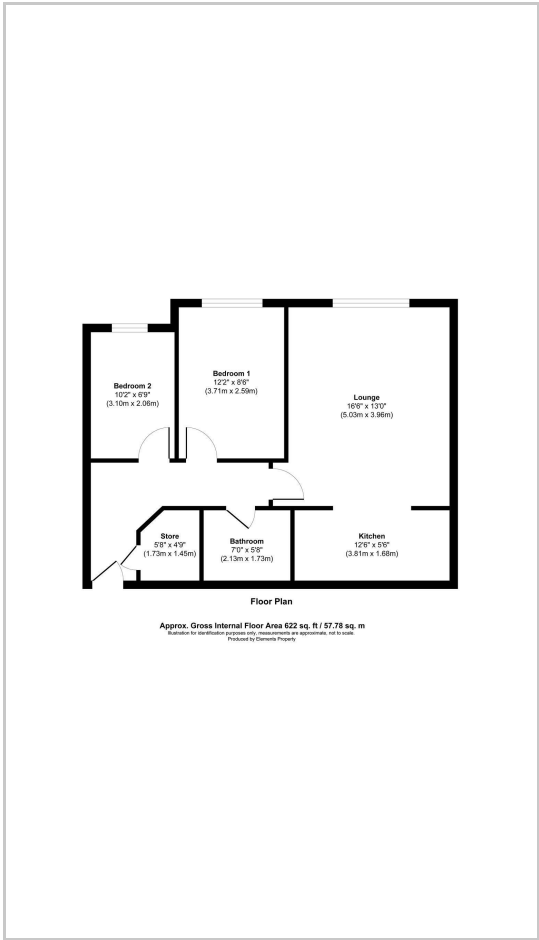 Bedroom 1
12'2" x 8'6"
(3.71m x 2.59m)
Bedroom 2
10'2" x 6'9"
(3.10m x 2.06m)
Lounge
16'6" x 13'0"
(5.03m x 3.96m)
Store
5'8" x 4'9"
(1.73m x 1.45m)
Bathroom
7'0" x 5'8"
(2.13m x 1.73m)
Kitchen
12'6" x 5'6"
(3.81m x 1.68m)
Floor Plan
Approx. Gross Internal Floor Area 622 sq. ft / 57.78 sq. m
Illustration for identification purposes only, measurements are approximate, not to scale.
Produced by Elements Property